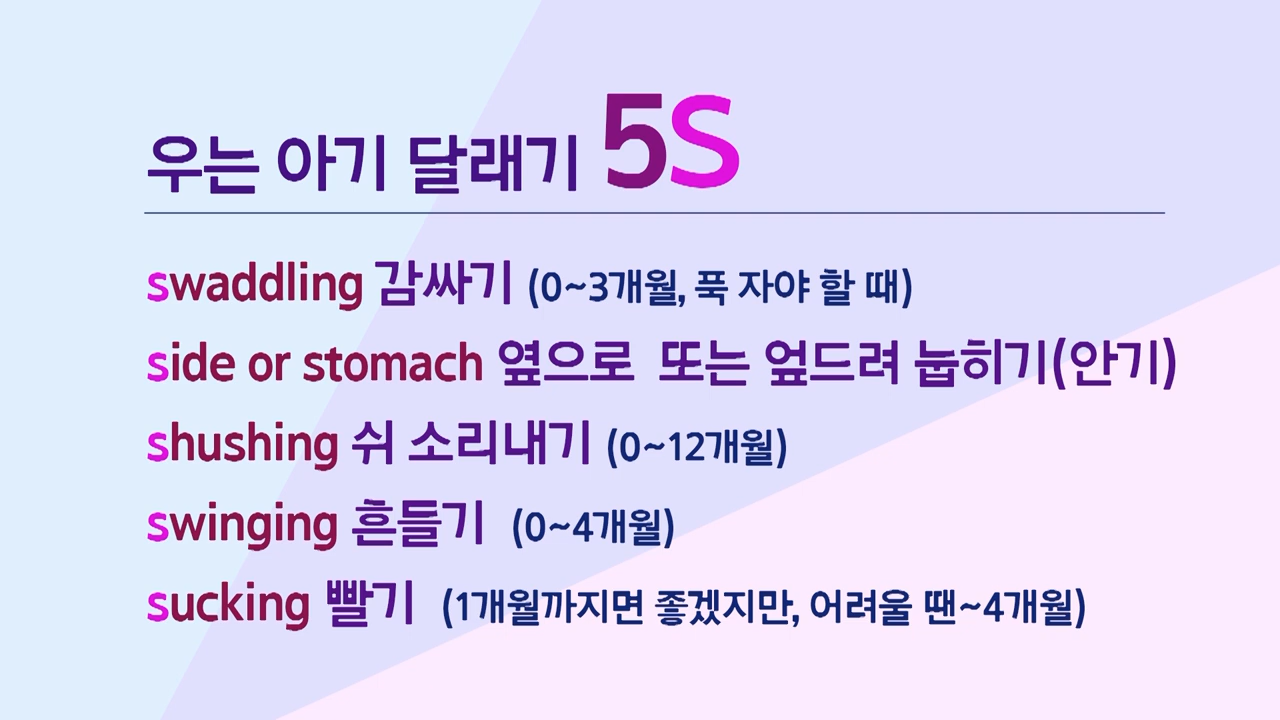 우는 아기 달래기 5S
swaddling 감싸기 (0~3개월, 푹 자야 할 때)
side or stomach 옆으로 또는 엎드려 눕히기(안기)
shushing 쉬 소리내기 (0~12개월)
swinging 흔들기 (0~4개월)
sucking 빨기 (1개월까지면 좋겠지만, 어려울 땐~4개월)